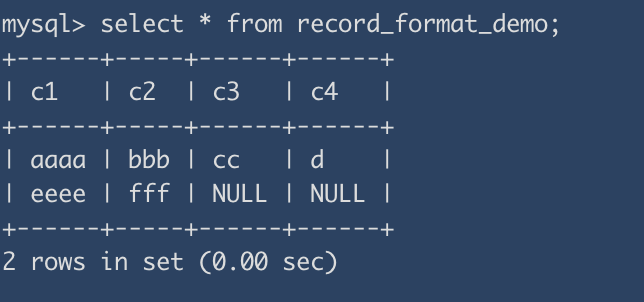 mysql> select * from record_format_demo;
+------+-----+------+------+
| c1   | c2  | c3   | c4   |
+------+-----+------+------+
| aaaa | bbb | cc   | d    |
| eeee | fff | NULL | NULL |
+------+-----+------+------+
2 rows in set (0.00 sec)